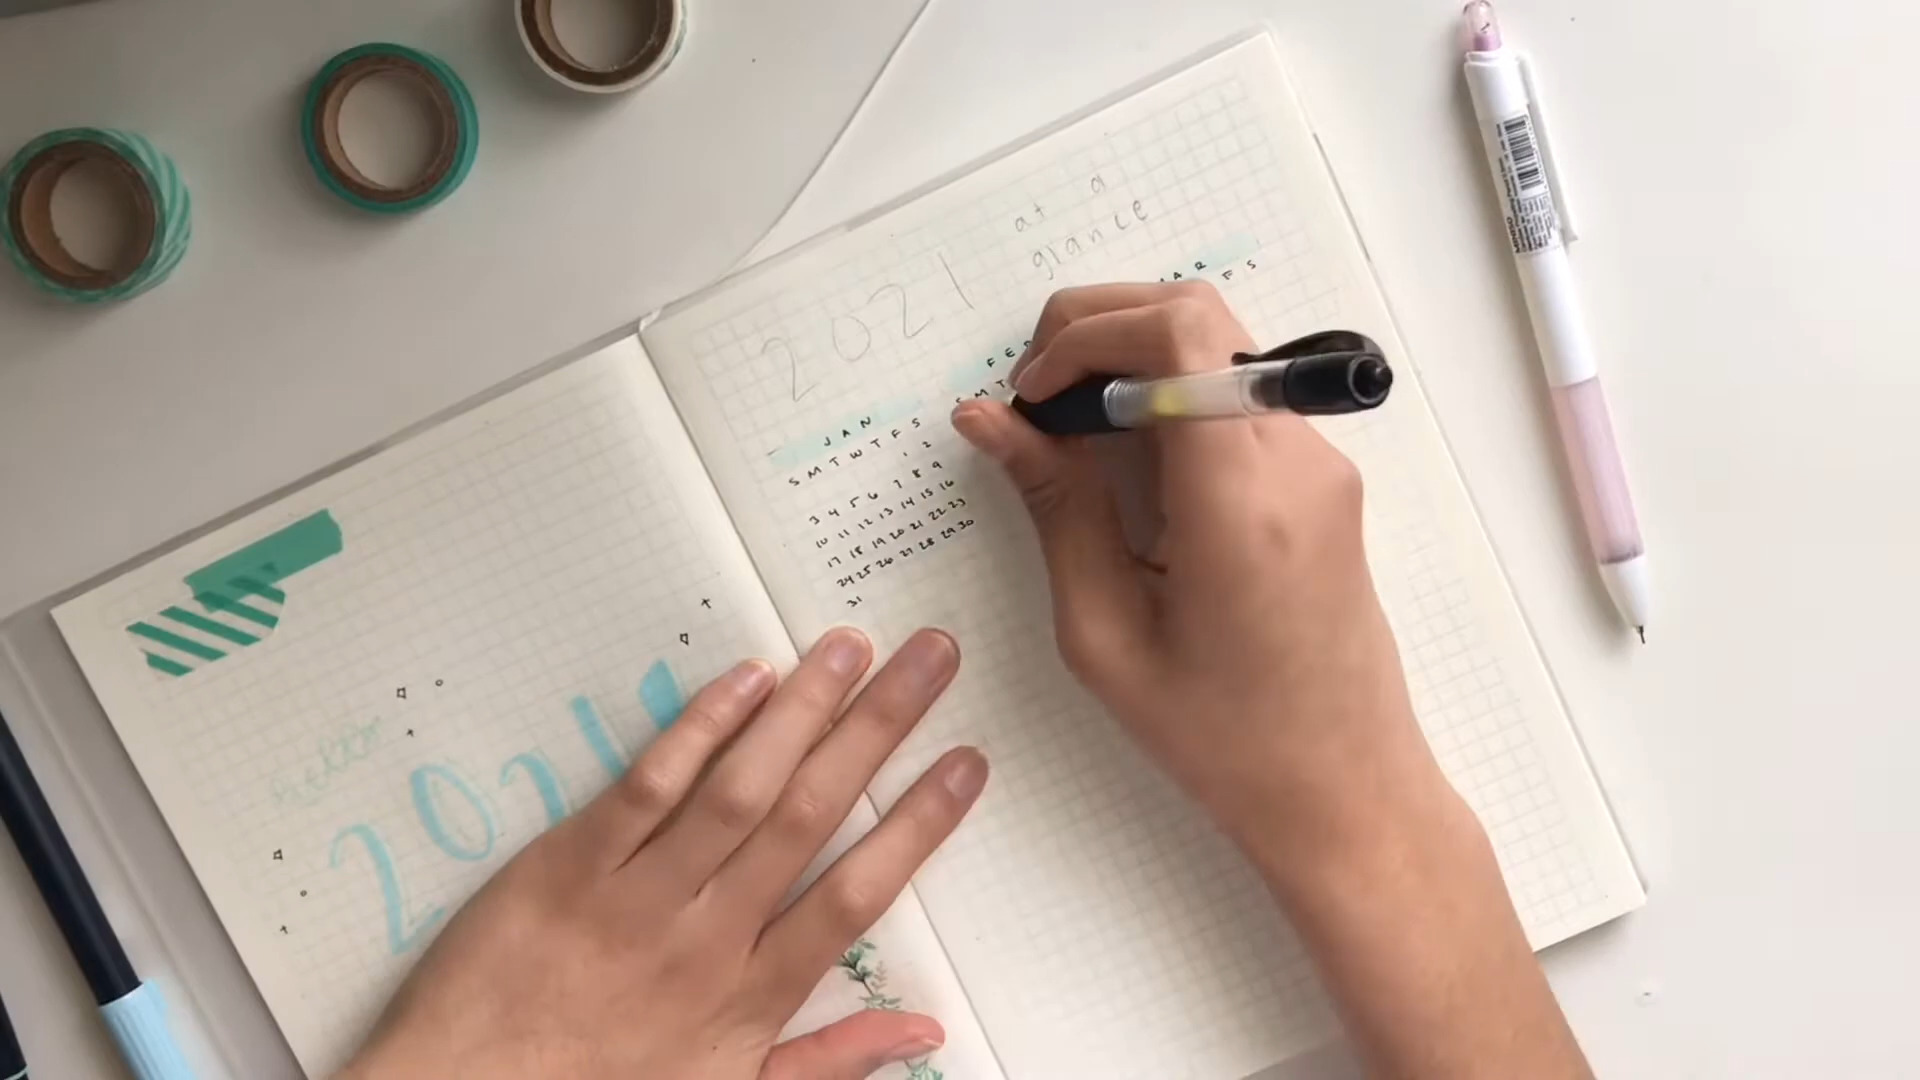 hello
2021
2021
at a
glance
JAN
S M T W T F S
1 2
3 4 5 6 7 8 9
10 11 12 13 14 15 16
17 18 19 20 21 22 23
24 25 26 27 28 29 30
31
FEB
S M T
MAR
F S